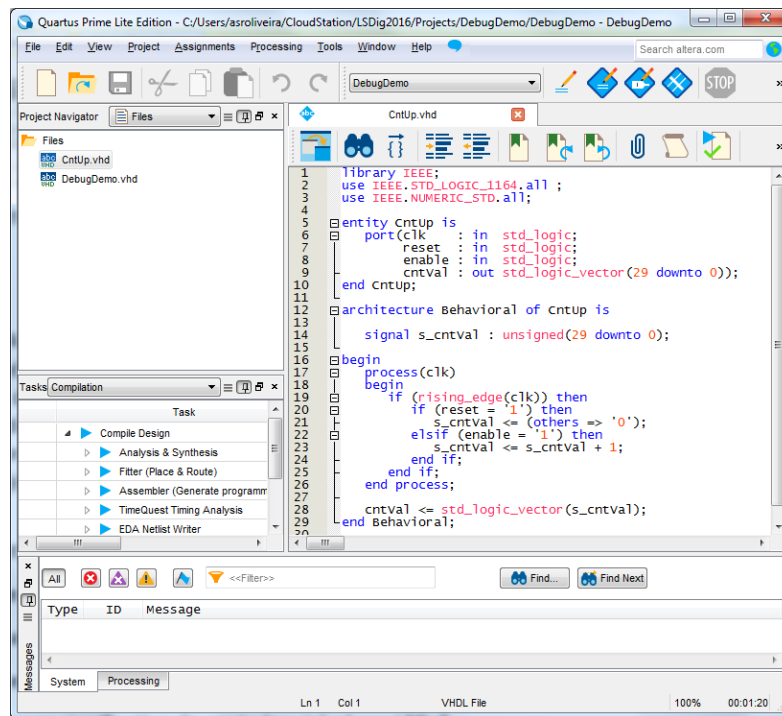 Quartus Prime Lite Edition - C:/Users/asroliveira/CloudStation/LSDig2016/Projects/DebugDemo/DebugDemo - DebugDemo
File Edit View Project Assignments Processing Tools Window Help
Search altera.com
DebugDemo
STOP
»
Project Navigator Files
CntUp.vhd
Files
abc VHD CntUp.vhd
abc VHD DebugDemo.vhd
»
1 library IEEE;
2 use IEEE.STD_LOGIC_1164.all ;
3 use IEEE.NUMERIC_STD.all;
4
5 entity CntUp is
6 port(clk : in std_logic;
7 reset : in std_logic;
8 enable : in std_logic;
9 cntVal : out std_logic_vector(29 downto 0));
10 end CntUp;
11
12 architecture Behavioral of CntUp is
13
14 signal s_cntVal : unsigned(29 downto 0);
15
16 begin
17 process(clk)
18 begin
19 if (rising_edge(clk)) then
20 if (reset = '1') then
21 s_cntVal <= (others => '0');
22 elsif (enable = '1') then
23 s_cntVal <= s_cntVal + 1;
24 end if;
25 end if;
26 end process;
27
28 cntVal <= std_logic_vector(s_cntVal);
29 end Behavioral;
30
Tasks Compilation
Task
Compile Design
Analysis & Synthesis
Fitter (Place & Route)
Assembler (Generate programm
TimeQuest Timing Analysis
EDA Netlist Writer
All
<<Filter>>
Find...
Find Next
Type ID Message
Messages
System Processing
Ln 1 Col 1 VHDL File 100% 00:01:20